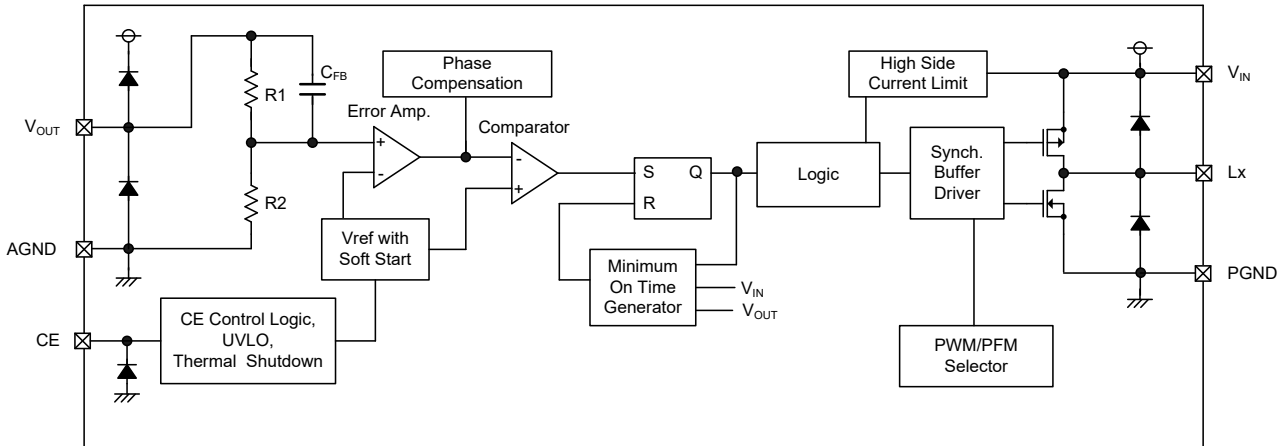 Phase
Compensation
High Side
Current Limit
CFB
R1
Error Amp.
Comparator
VIN
VOUT
+
-
-
+
S Q
R
Logic
Synch.
Buffer
Driver
Lx
R2
Vref with
Soft Start
AGND
Minimum
On Time
Generator
VIN
VOUT
PGND
CE
CE Control Logic,
UVLO,
Thermal Shutdown
PWM/PFM
Selector